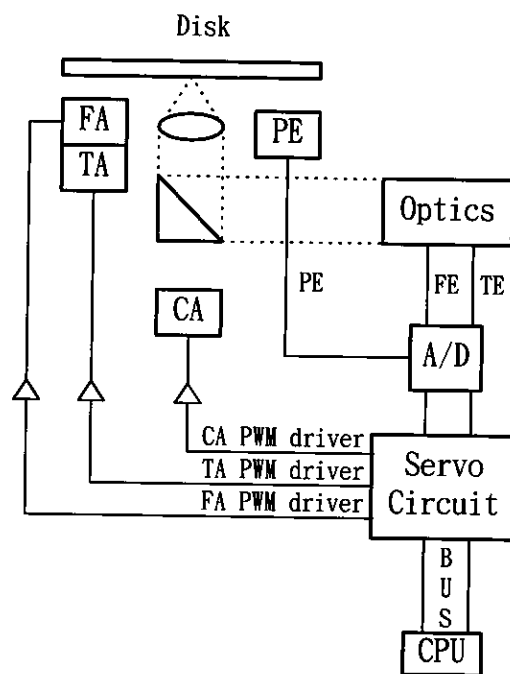 Disk
FA
TA
PE
Optics
PE
FE
TE
CA
A/D
CA PWM driver
TA PWM driver
FA PWM driver
Servo
Circuit
BUS
CPU